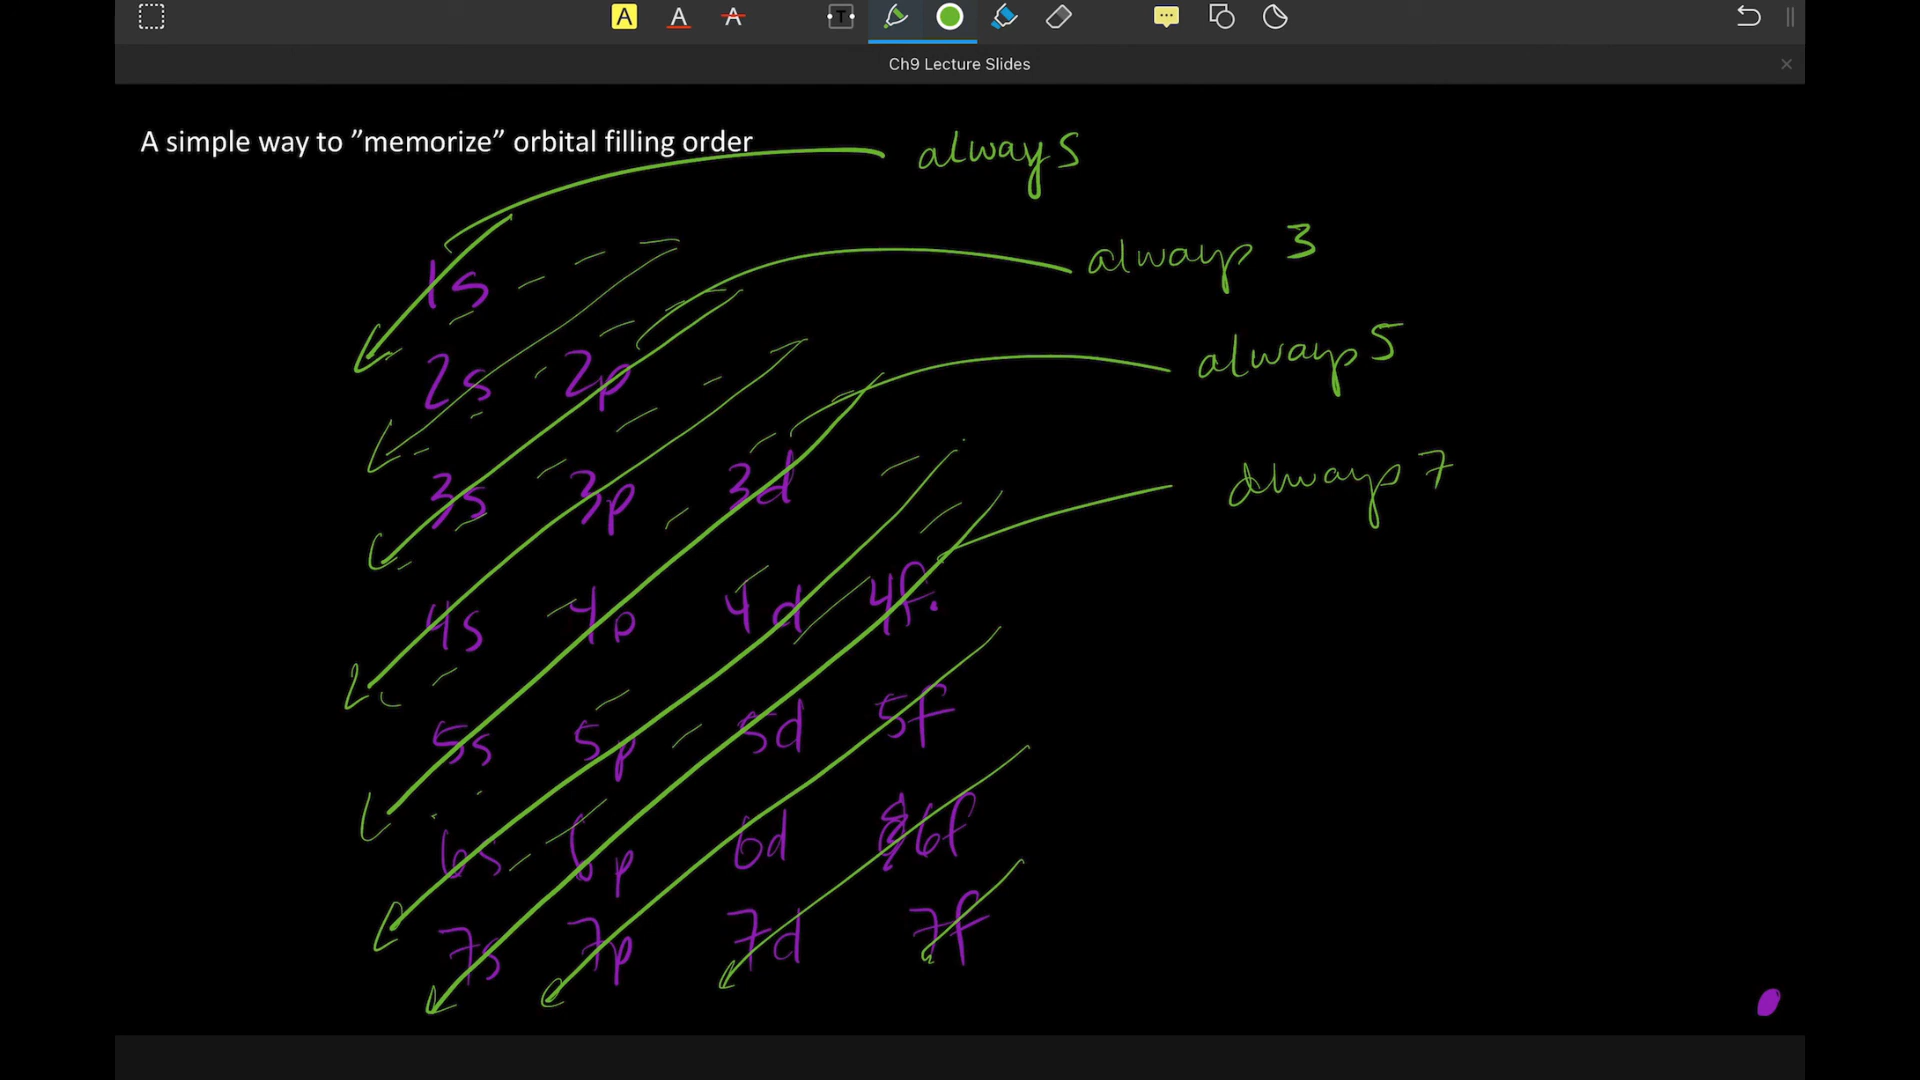 A A A T
Ch9 Lecture Slides
A simple way to ”memorize” orbital filling order
always
always 3
always 5
always 7
1s
2s 2p
3s 3p 3d
4s 4p 4d 4f
5s 5p 5d 5f
6s 6p 6d 6f
7s 7p 7d 7f